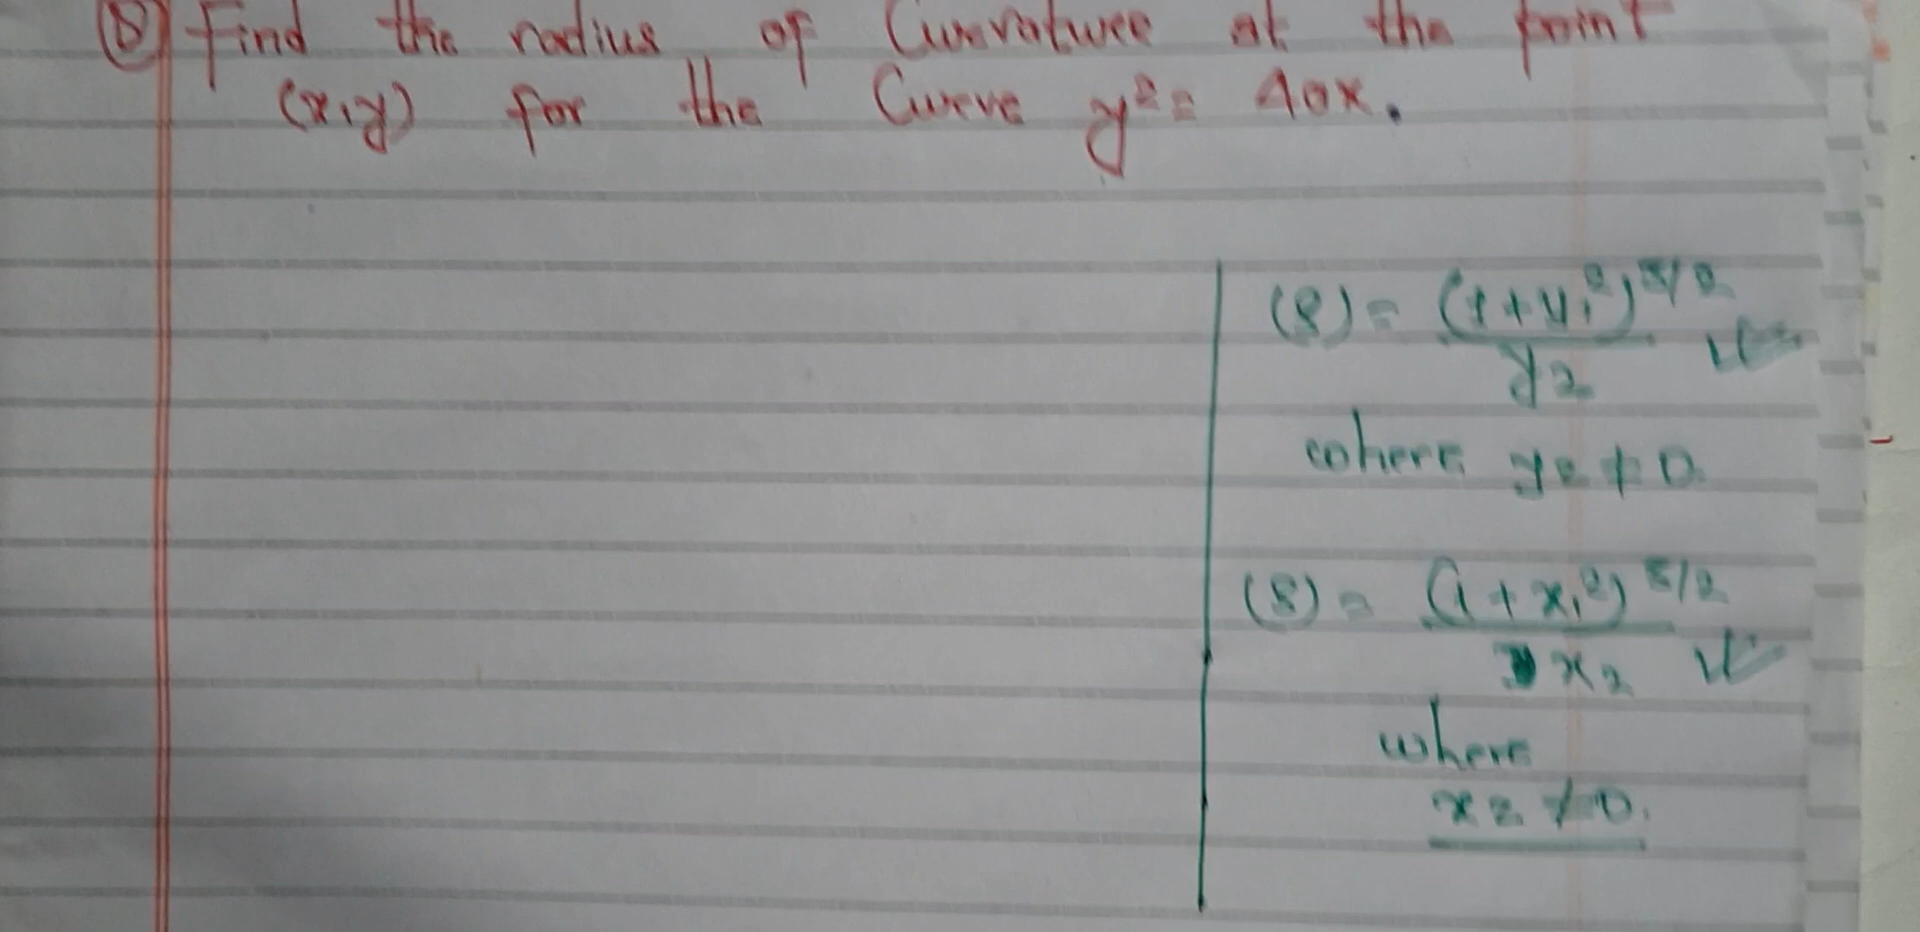 ⑧ Find the radius of Curvature at the point
(x,y) for the Curve y² = 4ax.
(ρ) = (1+y₁²)^3/2 / y₂
where y₂ ≠ 0.
(ρ) = (1+x₁²)^3/2 / x₂
where
x₂ ≠ 0.